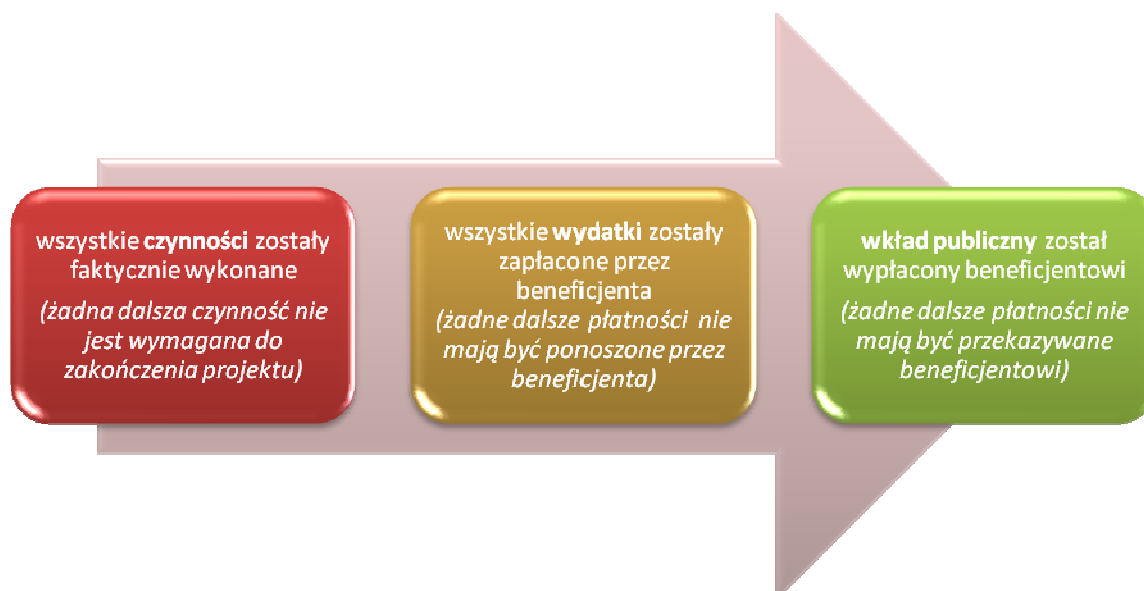 wszystkie czynności zostały
faktycznie wykonane
(żadna dalsza czynność nie
jest wymagana do
zakończenia projektu)
wszystkie wydatki zostały
zapłacone przez
beneficjenta
(żadne dalsze płatności nie
mają być ponoszone przez
beneficjenta)
wkład publiczny został
wypłacony beneficjentowi
(żadne dalsze płatności nie
mają być przekazywane
beneficjentowi)